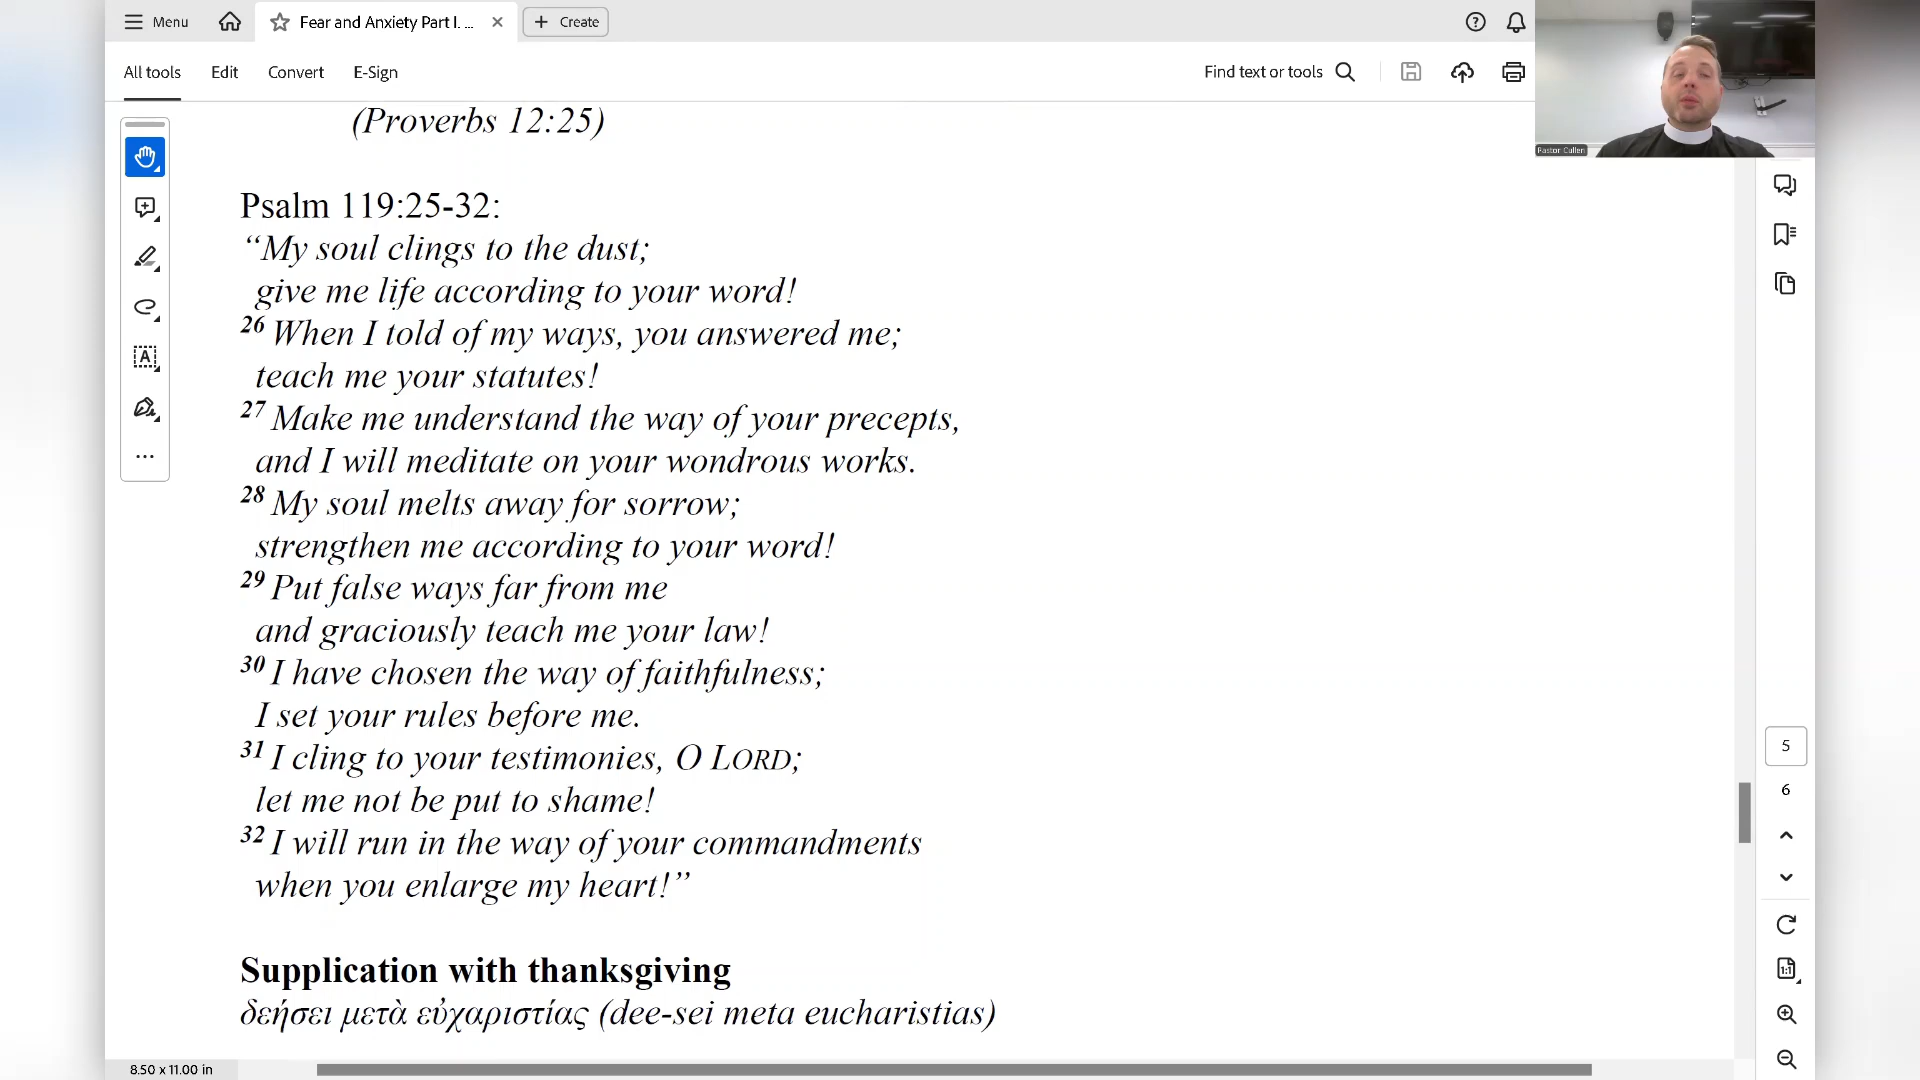 Menu
Fear and Anxiety Part I. ...
Create
All tools
Edit
Convert
E-Sign
Find text or tools
Pastor Cullen
(Proverbs 12:25)
Psalm 119:25-32:
“My soul clings to the dust;
give me life according to your word!
26 When I told of my ways, you answered me;
teach me your statutes!
27 Make me understand the way of your precepts,
and I will meditate on your wondrous works.
28 My soul melts away for sorrow;
strengthen me according to your word!
29 Put false ways far from me
and graciously teach me your law!
30 I have chosen the way of faithfulness;
I set your rules before me.
31 I cling to your testimonies, O LORD;
let me not be put to shame!
32 I will run in the way of your commandments
when you enlarge my heart!”
Supplication with thanksgiving
δεήσει μετὰ εὐχαριστίας (dee-sei meta eucharistias)
5
6
8.50 x 11.00 in